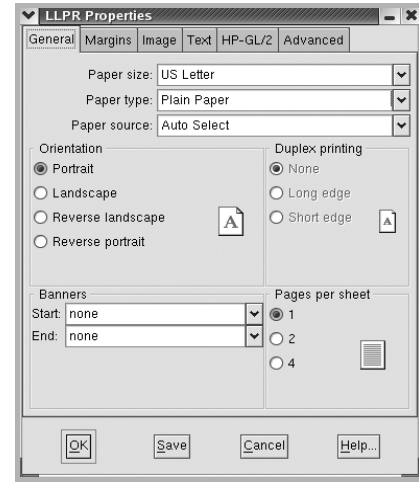 LLPR Properties
General Margins Image Text HP-GL/2 Advanced
Paper size: US Letter
Paper type: Plain Paper
Paper source: Auto Select
Orientation
Portrait
Landscape
Reverse landscape
Reverse portrait
A
Duplex printing
None
Long edge
Short edge
A
Banners
Start: none
End: none
Pages per sheet
1
2
4
OK Save Cancel Help...